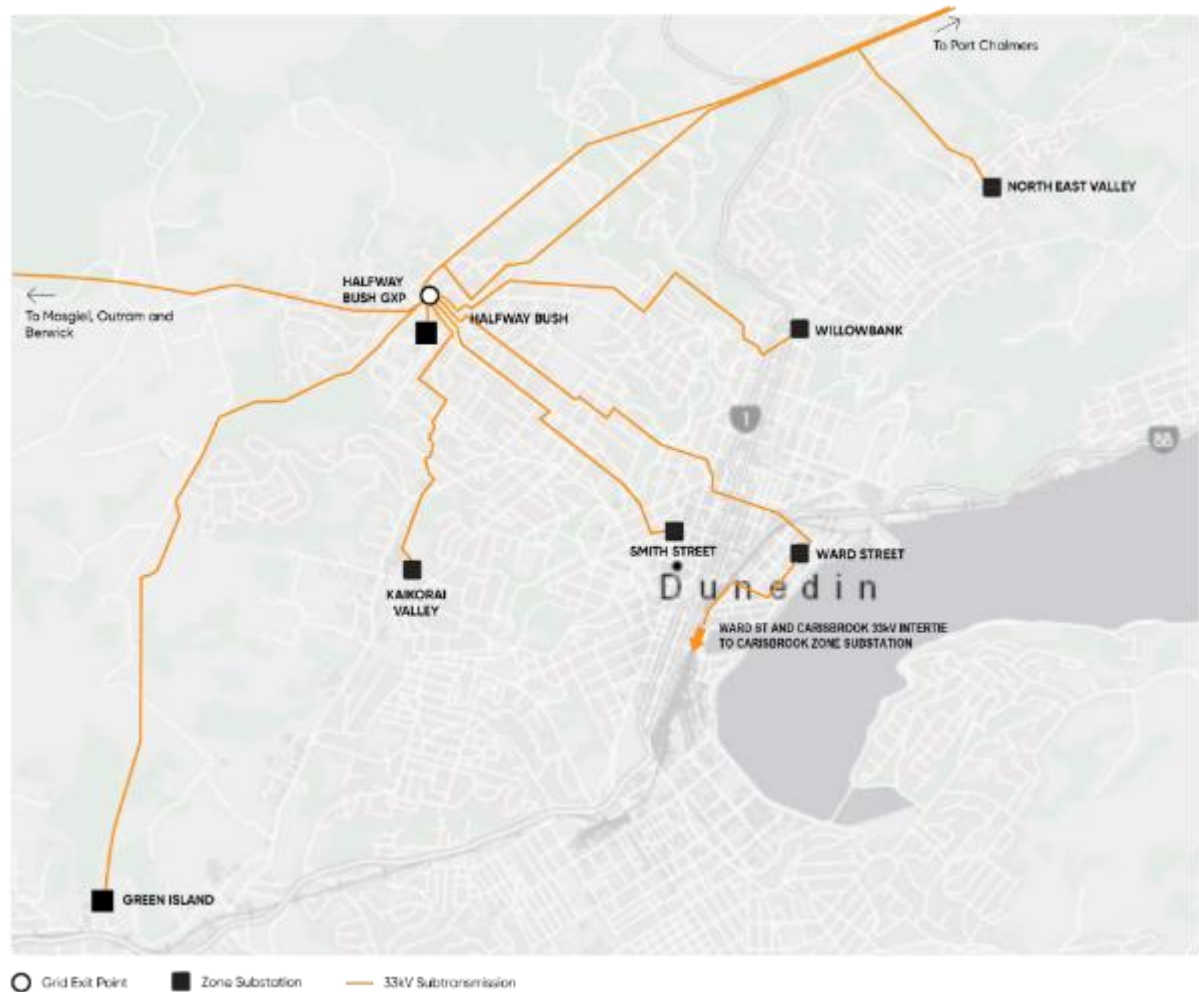 To Port Chalmers
NORTH EAST VALLEY
HALFWAY
BUSH GXP
To Mosgiel, Outram and
Berwick
HALFWAY BUSH
WILLOWBANK
1
88
SMITH STREET
WARD STREET
Dunedin
KAIKORAI
VALLEY
WARD ST AND CARISBROOK 33kV INTERTIE
TO CARISBROOK ZONE SUBSTATION
GREEN ISLAND
Grid Exit Point
Zone Substation
33kV Subtransmission